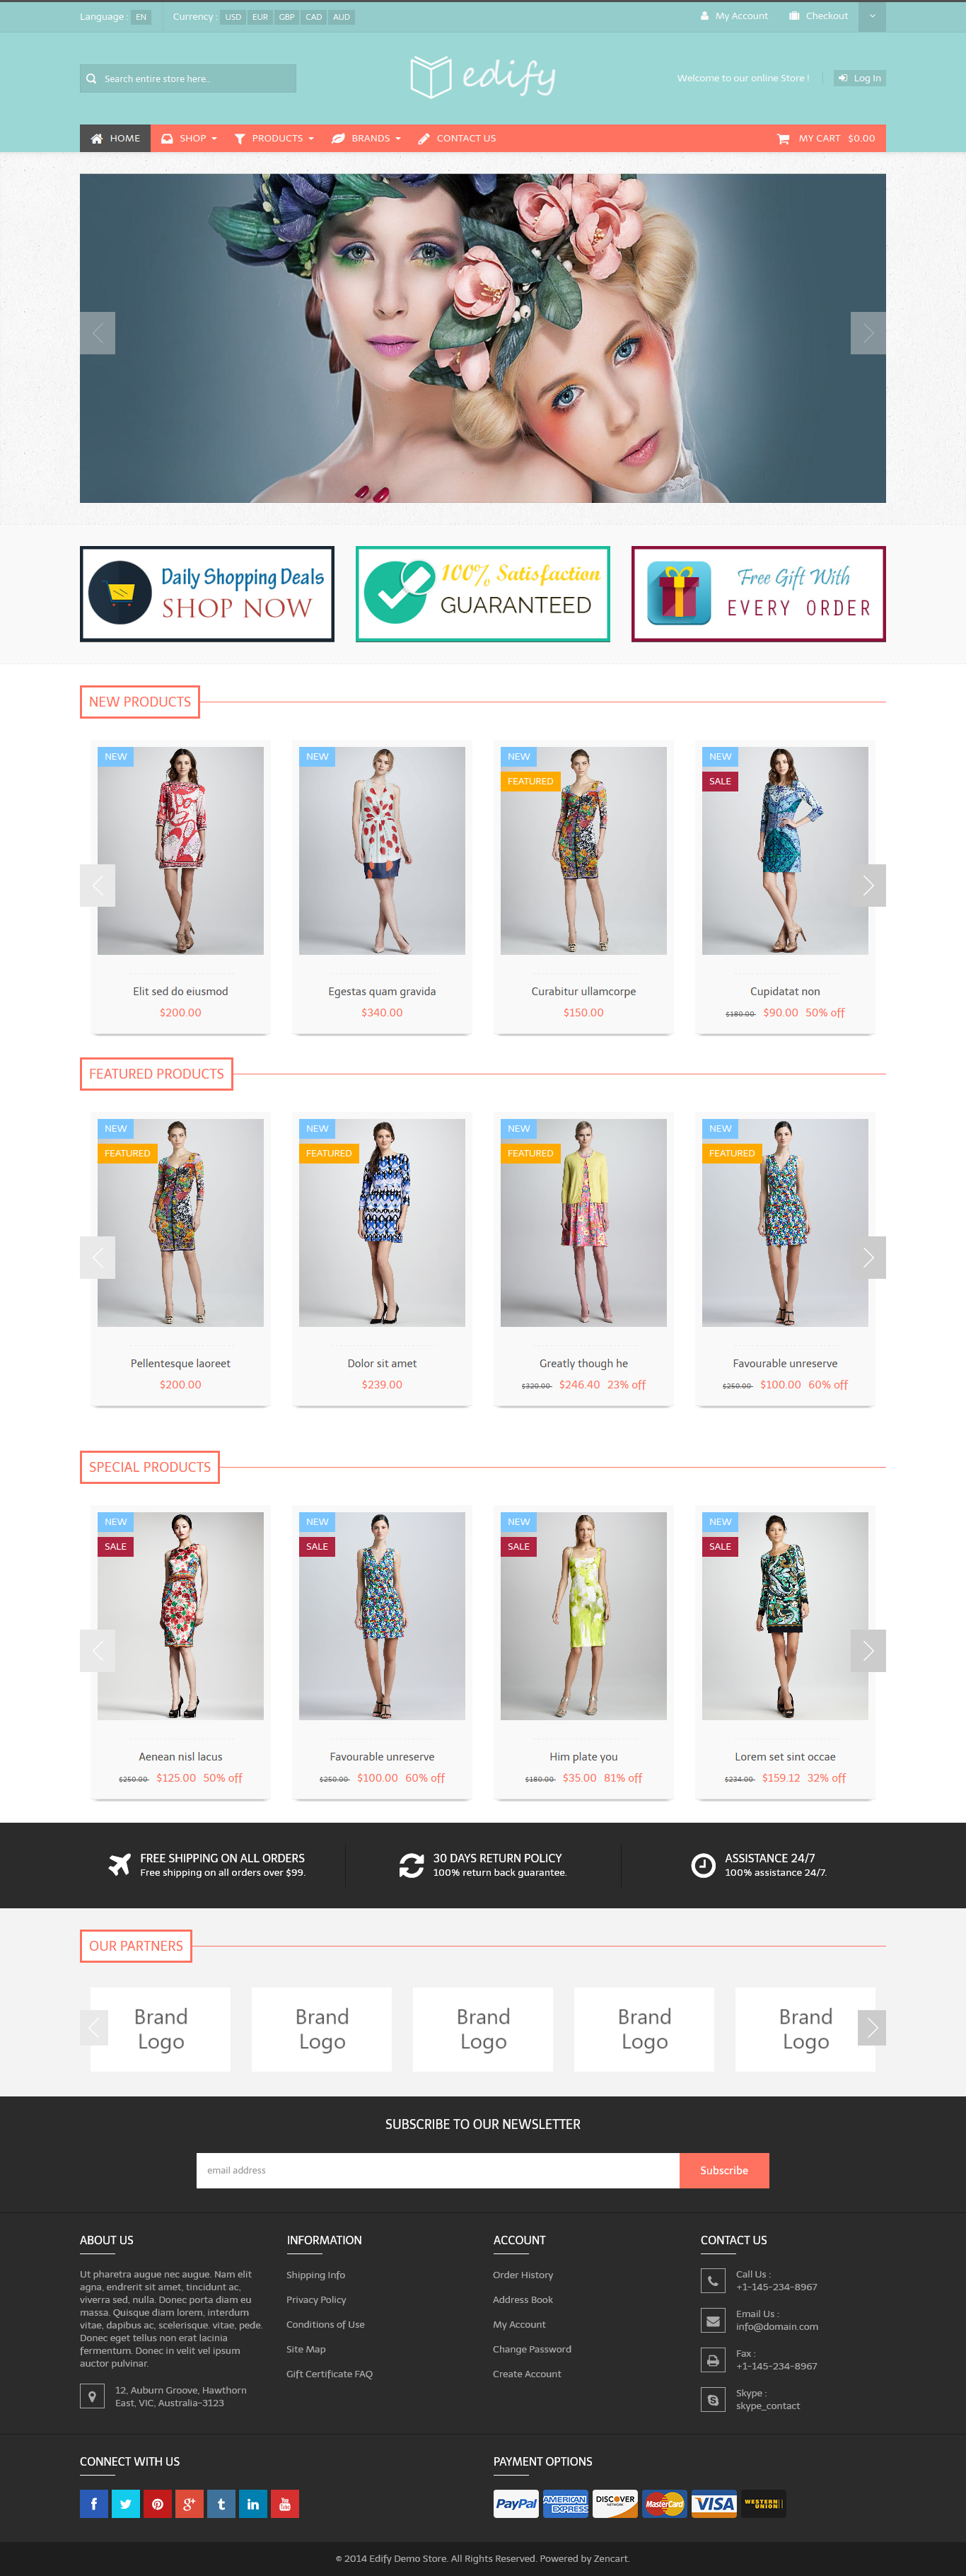 Language : EN Currency : USD EUR GBP CAD AUD My Account Checkout
Search entire store here..
edify
Welcome to our online Store ! Log In
HOME SHOP PRODUCTS BRANDS CONTACT US MY CART $0.00
Daily Shopping Deals
SHOP NOW
100% Satisfaction
GUARANTEED
Free Gift With
EVERY ORDER
NEW PRODUCTS
NEW NEW NEW NEW
FEATURED SALE
Elit sed do eiusmod Egestas quam gravida Curabitur ullamcorpe Cupidatat non
$200.00 $340.00 $150.00 $180.00 $90.00 50% off
FEATURED PRODUCTS
NEW NEW NEW NEW
FEATURED FEATURED FEATURED FEATURED
Pellentesque laoreet Dolor sit amet Greatly though he Favourable unreserve
$200.00 $239.00 $320.00 $246.40 23% off $250.00 $100.00 60% off
SPECIAL PRODUCTS
NEW NEW NEW NEW
SALE SALE SALE SALE
Aenean nisl lacus Favourable unreserve Him plate you Lorem set sint occae
$250.00 $125.00 50% off $250.00 $100.00 60% off $180.00 $35.00 81% off $234.00 $159.12 32% off
FREE SHIPPING ON ALL ORDERS
Free shipping on all orders over $99.
30 DAYS RETURN POLICY
100% return back guarantee.
ASSISTANCE 24/7
100% assistance 24/7.
OUR PARTNERS
Brand Brand Brand Brand Brand
Logo Logo Logo Logo Logo
SUBSCRIBE TO OUR NEWSLETTER
email address Subscribe
ABOUT US
Ut pharetra augue nec augue. Nam elit
agna, endrerit sit amet, tincidunt ac,
viverra sed, nulla. Donec porta diam eu
massa. Quisque diam lorem, interdum
vitae, dapibus ac, scelerisque. vitae, pede.
Donec eget tellus non erat lacinia
fermentum. Donec in velit vel ipsum
auctor pulvinar.
12, Auburn Groove, Hawthorn
East, VIC, Australia-3123
INFORMATION
Shipping Info
Privacy Policy
Conditions of Use
Site Map
Gift Certificate FAQ
ACCOUNT
Order History
Address Book
My Account
Change Password
Create Account
CONTACT US
Call Us :
+1-145-234-8967
Email Us :
info@domain.com
Fax :
+1-145-234-8967
Skype :
skype_contact
CONNECT WITH US
You Tube
PAYMENT OPTIONS
PayPal AMERICAN EXPRESS DISCOVER NETWORK MasterCard VISA WESTERN UNION
© 2014 Edify Demo Store. All Rights Reserved. Powered by Zencart.